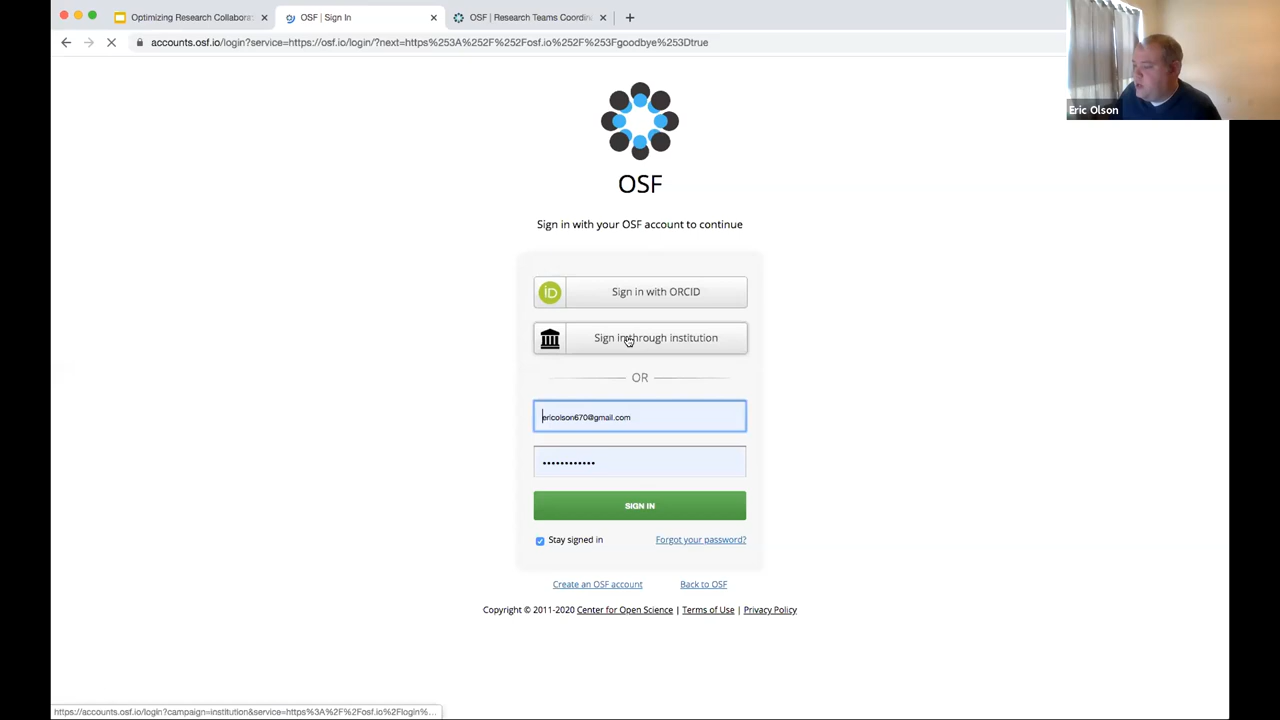 Optimizing Research Collabora
OSF | Sign In
OSF | Research Teams Coordin
accounts.osf.io/login?service=https://osf.io/login/?next=https%253A%252F%252Fosf.io%252F%253Fgoodbye%253Dtrue
Eric Olson
OSF
Sign in with your OSF account to continue
iD
Sign in with ORCID
Sign in through institution
OR
ericolson670@gmail.com
••••••••••••
SIGN IN
Stay signed in
Forgot your password?
Create an OSF account
Back to OSF
Copyright © 2011-2020 Center for Open Science | Terms of Use | Privacy Policy
https://accounts.osf.io/login?campaign=institution&service=https%3A%2F%2Fosf.io%2Flogin%...